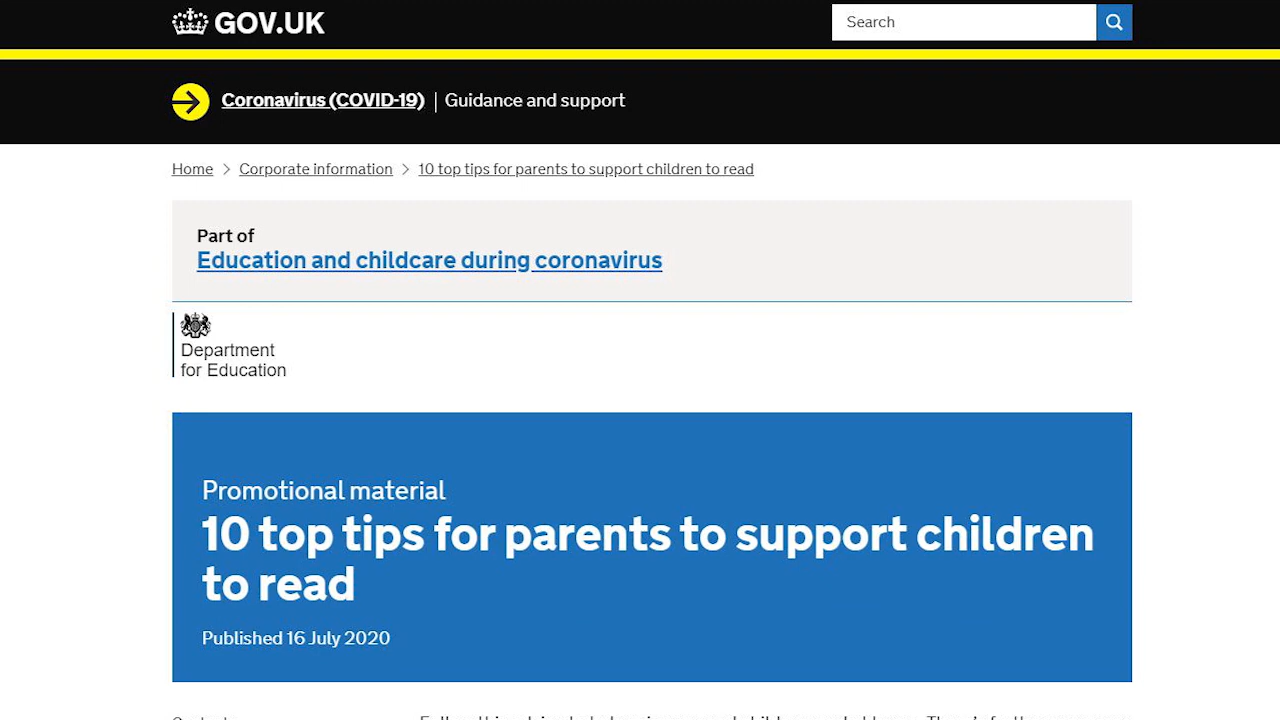 GOV.UK
Search
Coronavirus (COVID-19) | Guidance and support
Home > Corporate information > 10 top tips for parents to support children to read
Part of
Education and childcare during coronavirus
Department
for Education
Promotional material
10 top tips for parents to support children
to read
Published 16 July 2020